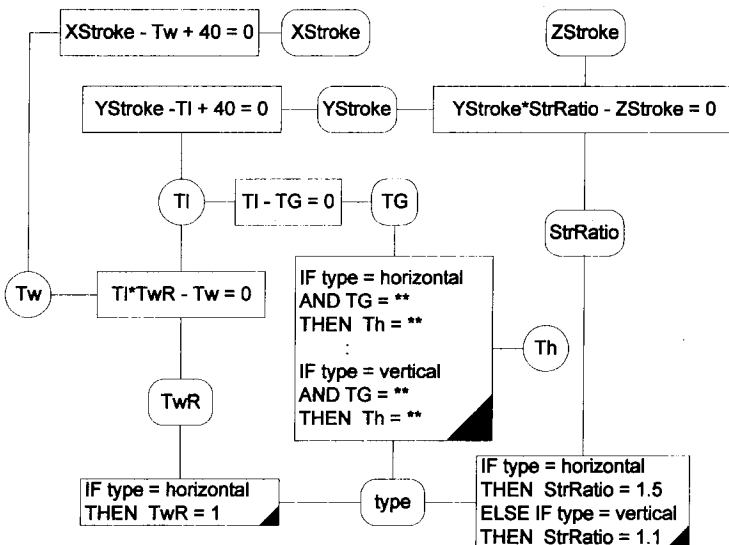 XStroke - Tw + 40 = 0
XStroke
ZStroke
YStroke -Tl + 40 = 0
YStroke
YStroke*StrRatio - ZStroke = 0
Tl
Tl - TG = 0
TG
StrRatio
Tw
Tl*TwR - Tw = 0
IF type = horizontal
AND TG = **
THEN Th = **
:
IF type = vertical
AND TG = **
THEN Th = **
Th
TwR
IF type = horizontal
THEN TwR = 1
type
IF type = horizontal
THEN StrRatio = 1.5
ELSE IF type = vertical
THEN StrRatio = 1.1